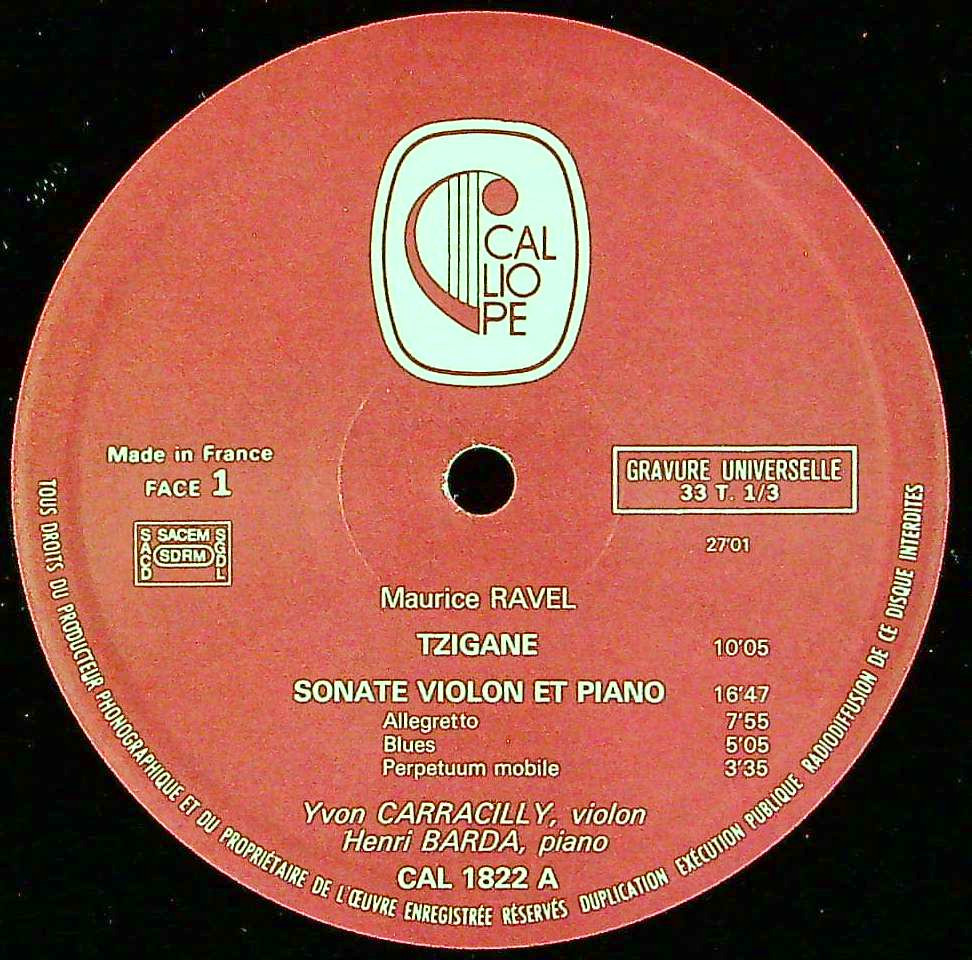 CAL
LIO
PE
Made in France
FACE 1
GRAVURE UNIVERSELLE
33 T. 1/3
SACEM
SACD
SDRM
SGDL
27'01
Maurice RAVEL
TZIGANE 10'05
SONATE VIOLON ET PIANO 16'47
Allegretto 7'55
Blues 5'05
Perpetuum mobile 3'35
Yvon CARRACILLY, violon
Henri BARDA, piano
CAL 1822 A
TOUS DROITS DU PRODUCTEUR PHONOGRAPHIQUE ET DU PROPRIÉTAIRE DE L'ŒUVRE ENREGISTRÉE RÉSERVÉS DUPLICATION EXÉCUTION PUBLIQUE RADIODIFFUSION DE CE DISQUE INTERDITES